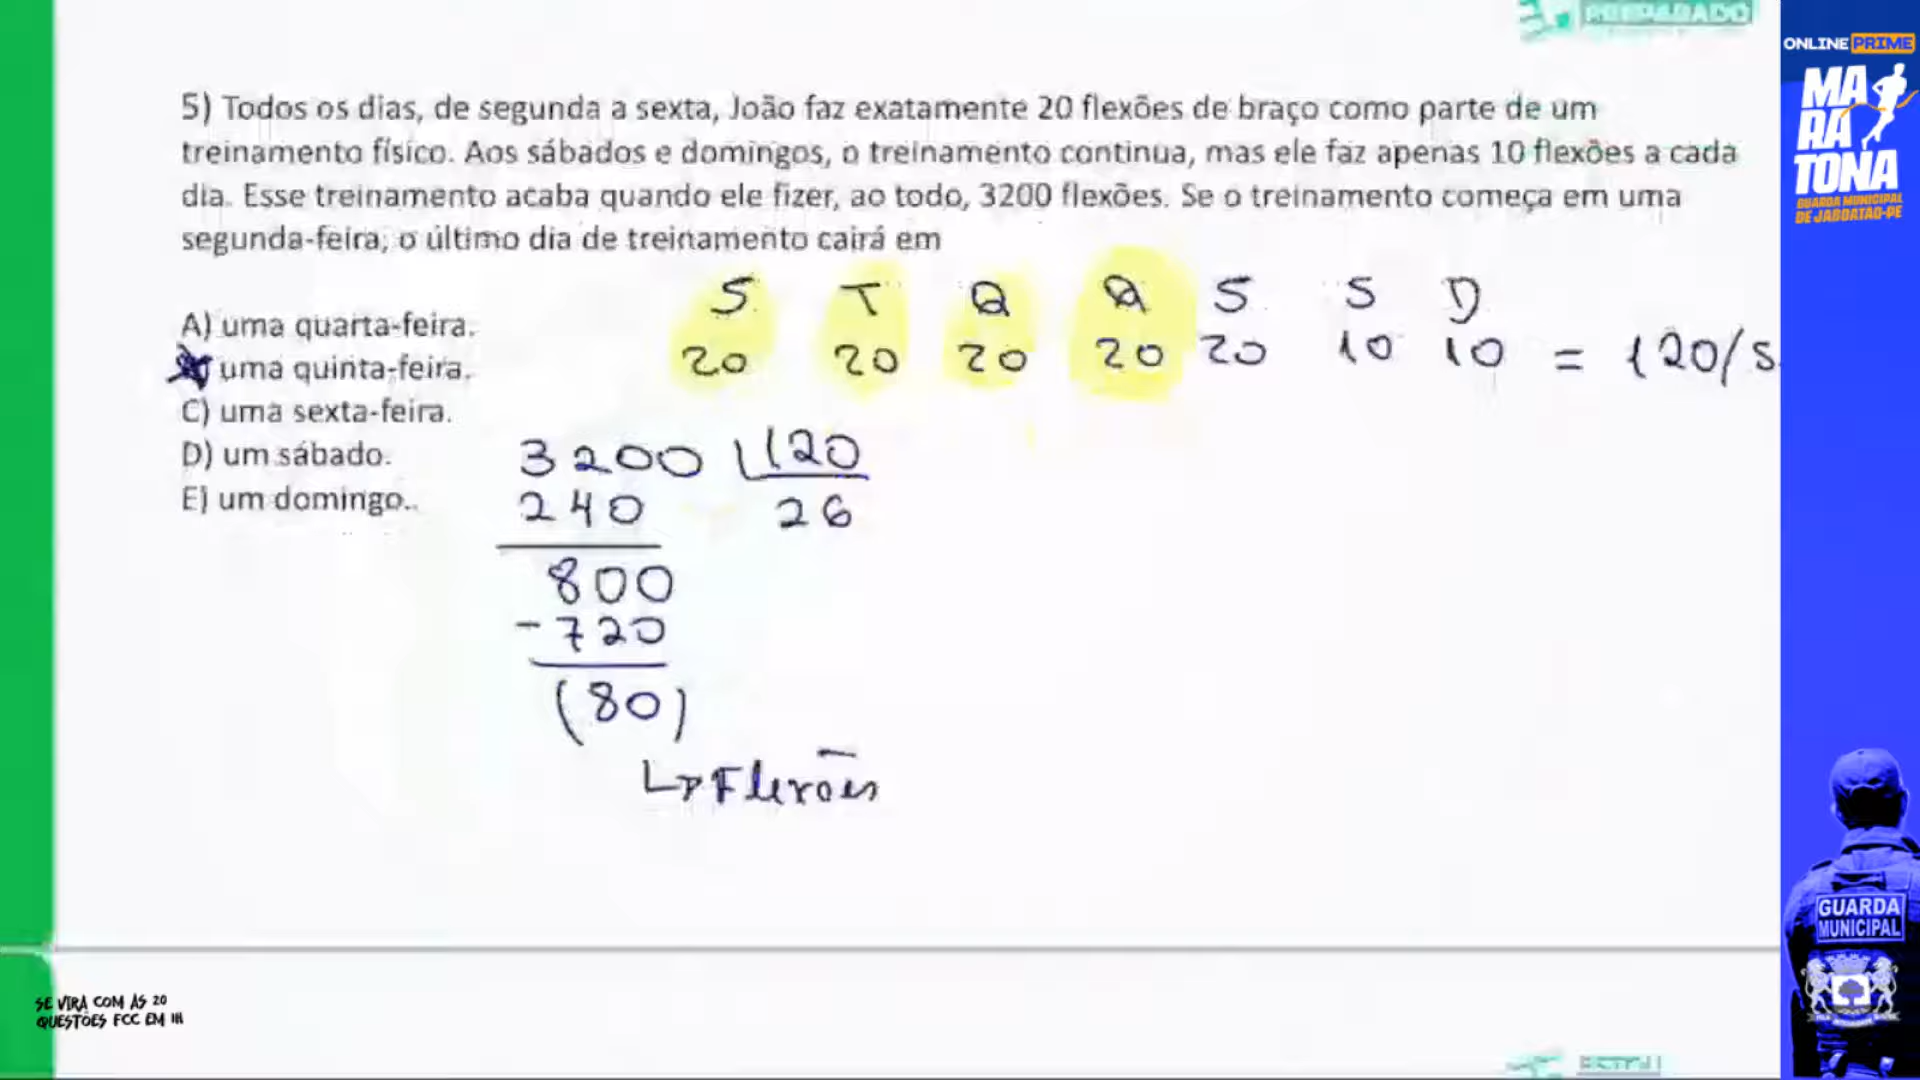 PREPARADO
ONLINE PRIME
MA
RA
TONA
GUARDA MUNICIPAL
DE JABOATÃO-PE
5) Todos os dias, de segunda a sexta, João faz exatamente 20 flexões de braço como parte de um
treinamento físico. Aos sábados e domingos, o treinamento continua, mas ele faz apenas 10 flexões a cada
dia. Esse treinamento acaba quando ele fizer, ao todo, 3200 flexões. Se o treinamento começa em uma
segunda-feira, o último dia de treinamento cairá em
S T Q Q S S D
20 20 20 20 20 10 10 = 120/s
A) uma quarta-feira.
uma quinta-feira.
C) uma sexta-feira.
D) um sábado.
E) um domingo..
3200 120
240 26
800
-720
(80)
↳ Flexões
GUARDA
MUNICIPAL
SE VIRA COM AS 20
QUESTÕES FCC EM 1H